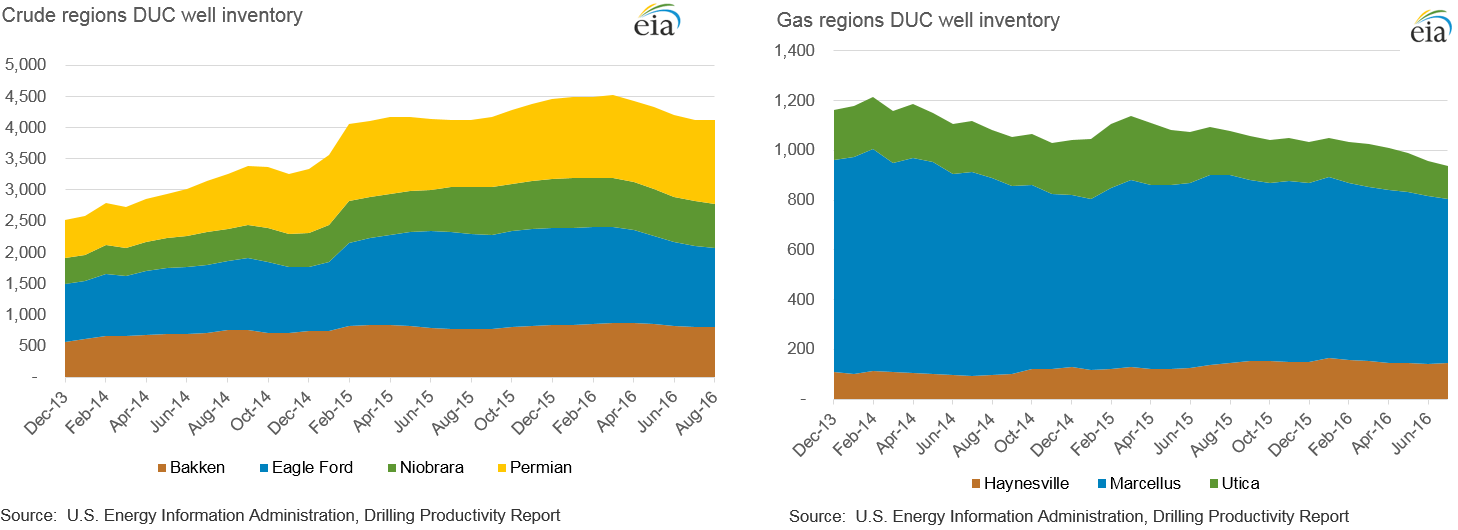 Crude regions DUC well inventory
eia
5,000
4,500
4,000
3,500
3,000
2,500
2,000
1,500
1,000
500
-
Dec-13 Feb-14 Apr-14 Jun-14 Aug-14 Oct-14 Dec-14 Feb-15 Apr-15 Jun-15 Aug-15 Oct-15 Dec-15 Feb-16 Apr-16 Jun-16 Aug-16
Bakken Eagle Ford Niobrara Permian
Source: U.S. Energy Information Administration, Drilling Productivity Report
Gas regions DUC well inventory
eia
1,400
1,200
1,000
800
600
400
200
-
Dec-13 Feb-14 Apr-14 Jun-14 Aug-14 Oct-14 Dec-14 Feb-15 Apr-15 Jun-15 Aug-15 Oct-15 Dec-15 Feb-16 Apr-16 Jun-16
Haynesville Marcellus Utica
Source: U.S. Energy Information Administration, Drilling Productivity Report